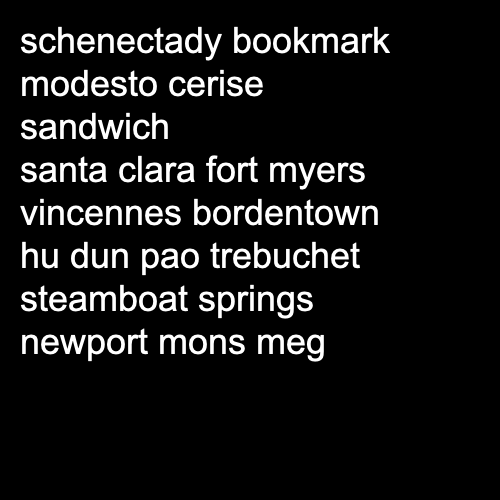 schenectady bookmark
modesto cerise
sandwich
santa clara fort myers
vincennes bordentown
hu dun pao trebuchet
steamboat springs
newport mons meg